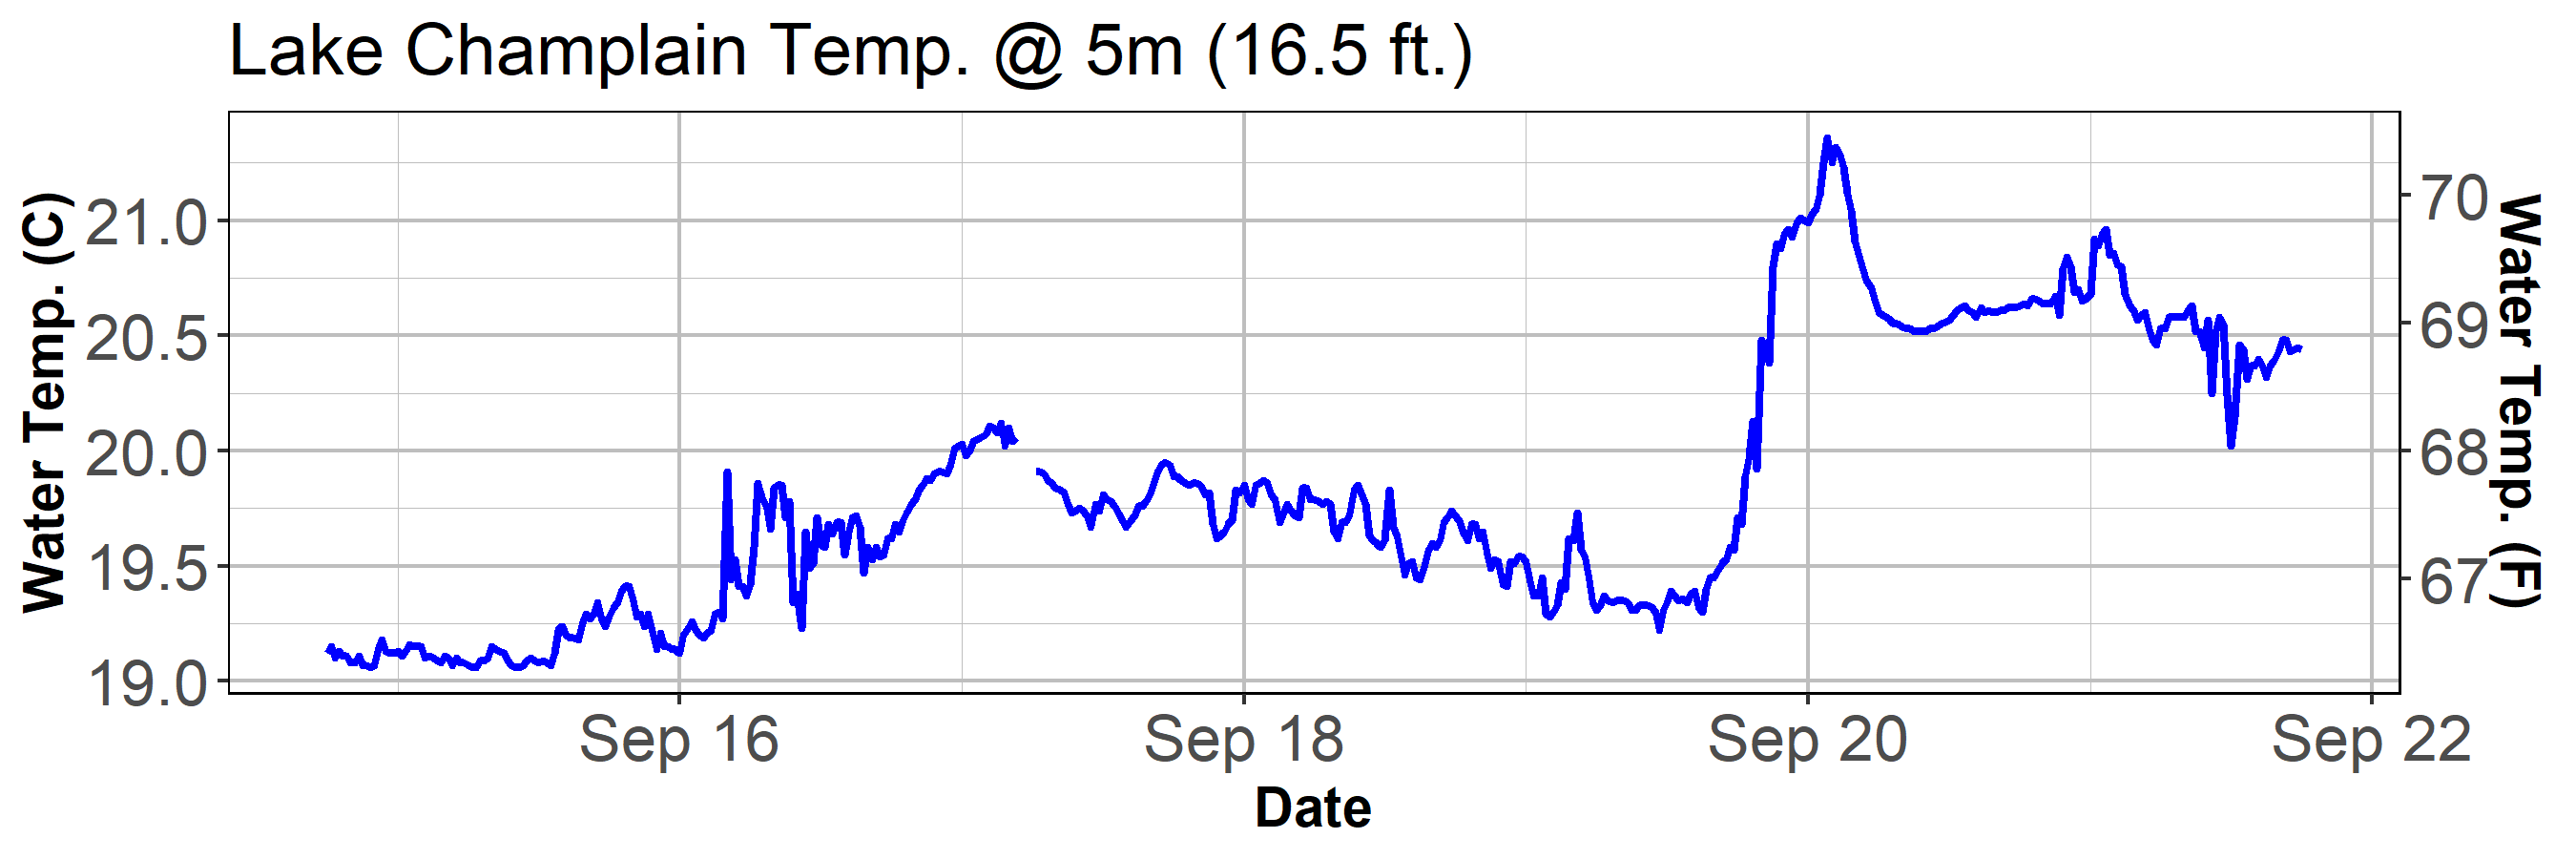 Lake Champlain Temp. @ 5m (16.5 ft.)
Water Temp. (C)
21.0
20.5
20.0
19.5
19.0
70
69
68
67
Water Temp. (F)
Sep 16
Sep 18
Sep 20
Sep 22
Date